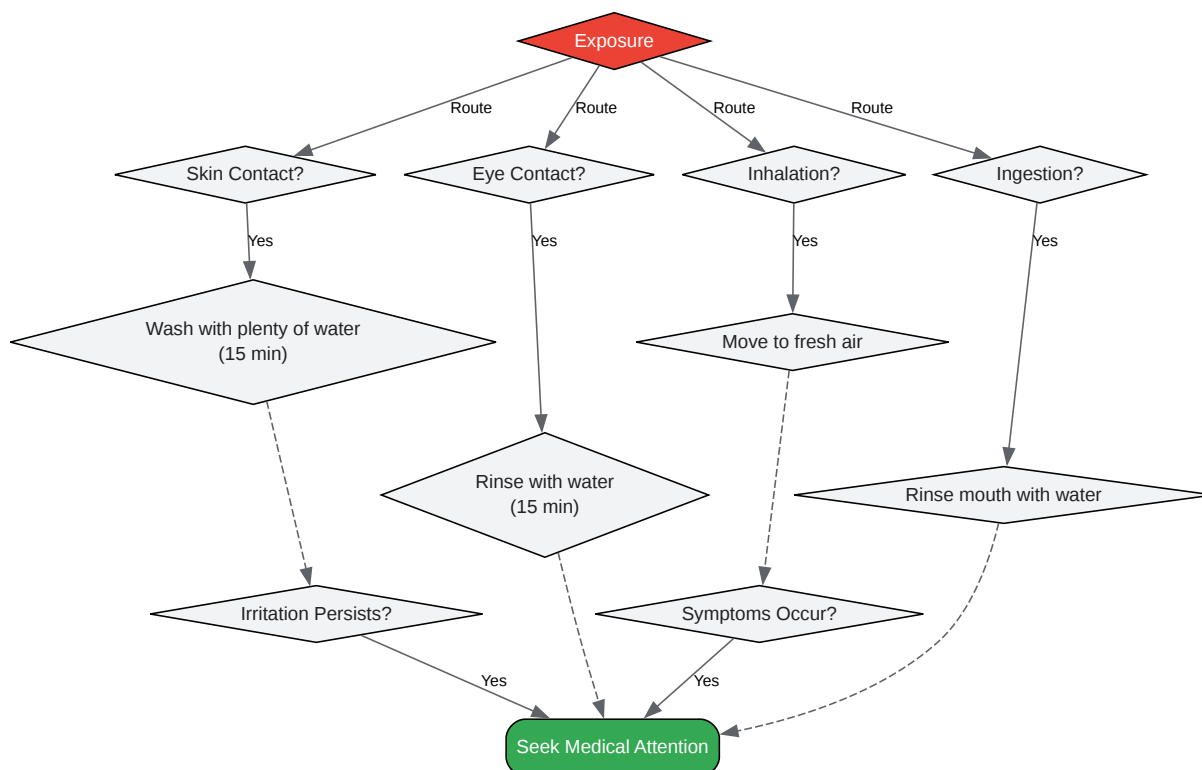 Exposure
Route
Route
Route
Route
Skin Contact?
Eye Contact?
Inhalation?
Ingestion?
Yes
Yes
Yes
Yes
Wash with plenty of water
(15 min)
Move to fresh air
Rinse with water
(15 min)
Rinse mouth with water
Irritation Persists?
Symptoms Occur?
Yes
Yes
Seek Medical Attention